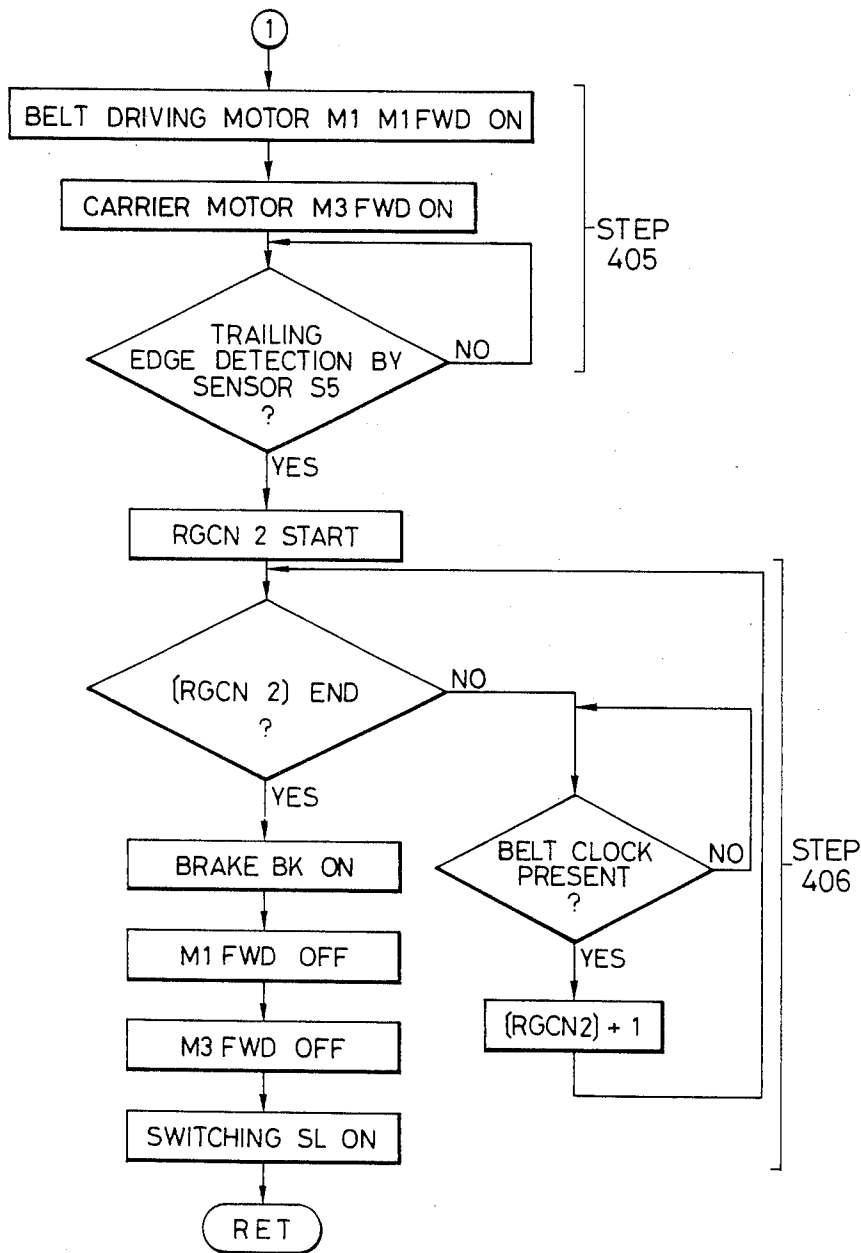 1
BELT DRIVING MOTOR M1 M1FWD ON
CARRIER MOTOR M3 FWD ON
STEP
405
TRAILING
EDGE DETECTION BY
SENSOR S5
?
NO
YES
RGCN 2 START
(RGCN 2) END
?
NO
YES
BELT CLOCK
PRESENT
?
NO
STEP
406
YES
(RGCN2) + 1
BRAKE BK ON
M1 FWD OFF
M3 FWD OFF
SWITCHING SL ON
RET